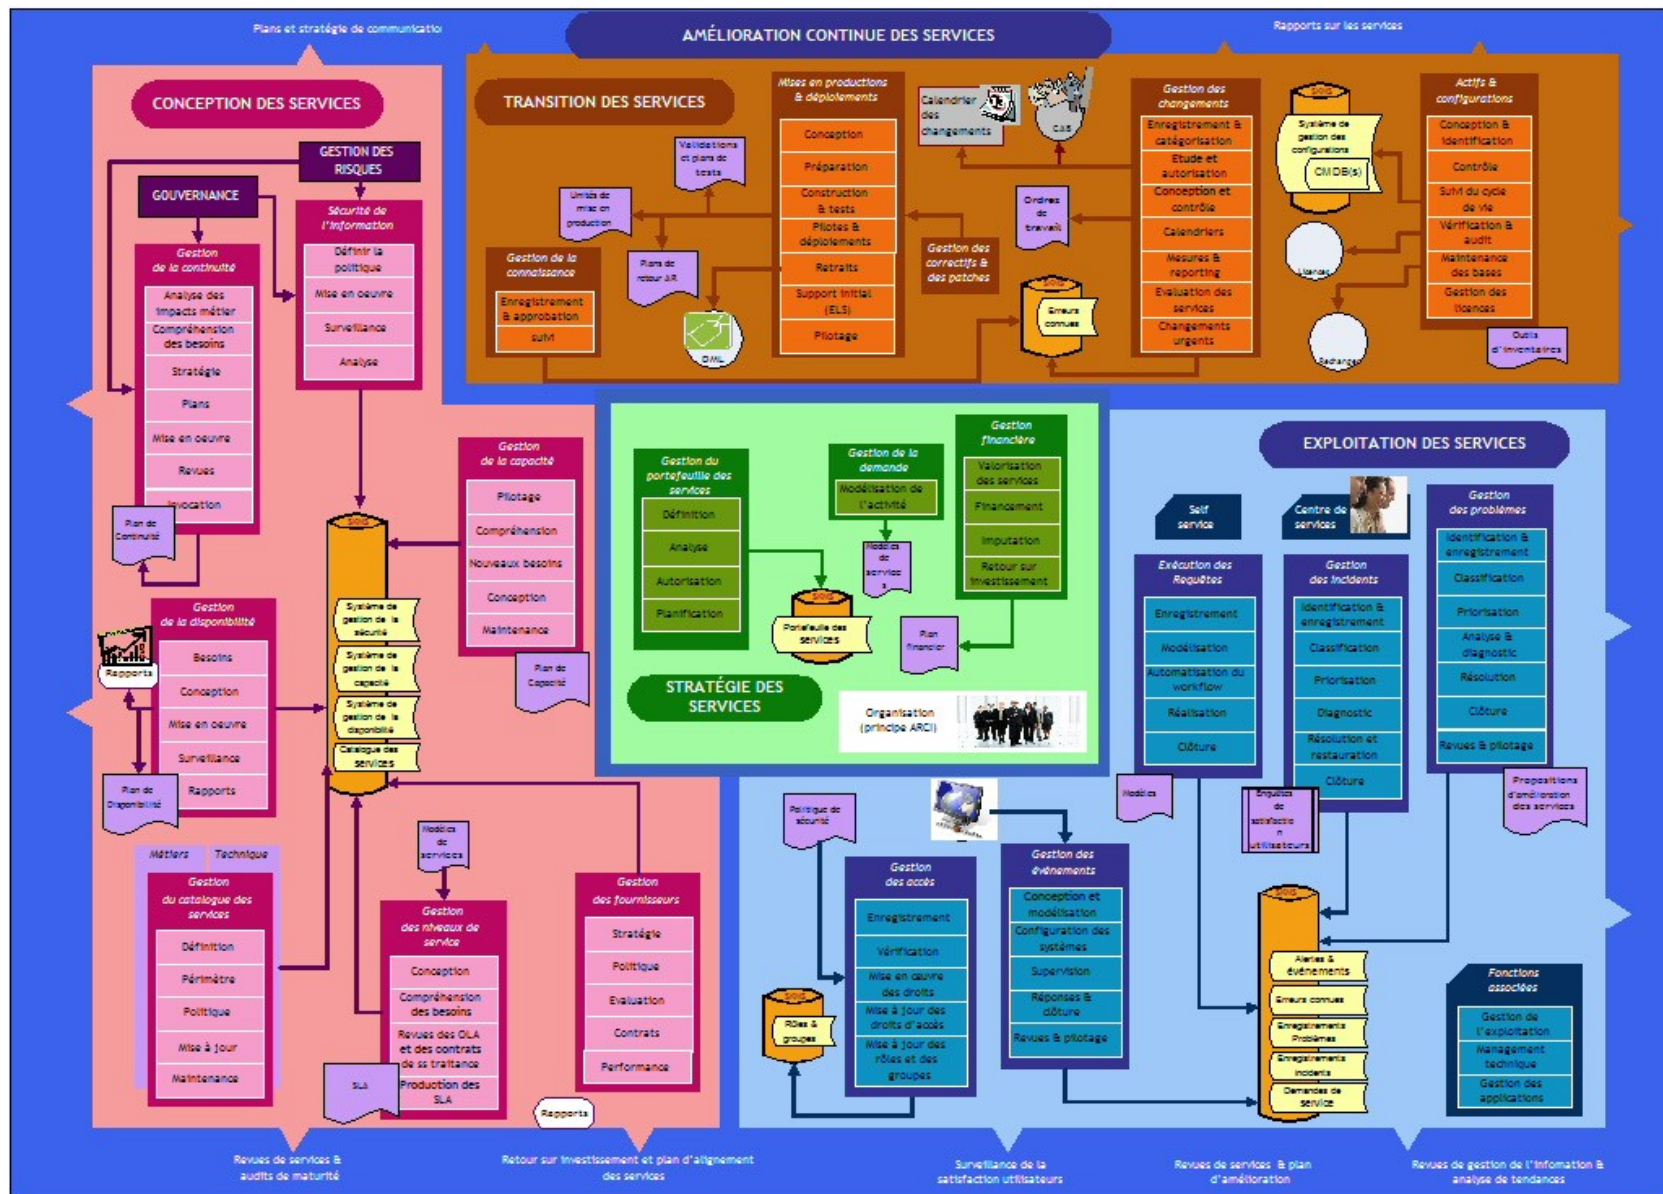 Plans et stratégie de communication
AMÉLIORATION CONTINUE DES SERVICES
Rapports sur les services
CONCEPTION DES SERVICES
GESTION DES
RISQUES
GOUVERNANCE
Sécurité de
l'information
Définir la
politique
Mise en oeuvre
Surveillance
Analyse
Gestion
de la continuité
Analyse des
impacts métier
Compréhension
des besoins
Stratégie
Plans
Mise en oeuvre
Revues
Invocation
Plan de
Continuité
Gestion
de la capacité
Pilotage
Compréhension
Nouveaux besoins
Conception
Maintenance
Plan de
Capacité
Gestion
de la disponibilité
Besoins
Conception
Mise en oeuvre
Surveillance
Rapports
Rapports
Plan de
Disponibilité
SKMS
Système de
gestion de la
sécurité
Système de
gestion de la
capacité
Système de
gestion de la
disponibilité
Catalogue des
services
Métiers
Technique
Gestion
du catalogue des
services
Définition
Périmètre
Politique
Mise à jour
Maintenance
Modèles
de
services
Gestion
des niveaux de
service
Conception
Compréhension
des besoins
Revues des OLA
et des contrats
de ss traitance
Production des
SLA
SLA
Gestion
des fournisseurs
Stratégie
Politique
Evaluation
Contrats
Performance
Rapports
TRANSITION DES SERVICES
Mises en productions
& déploiements
Conception
Préparation
Construction
& tests
Pilotes &
déploiements
Retraits
Support initial
(ELS)
Pilotage
Validations
et plans de
tests
Unités de
mise en
production
Plans de
retour AR
DML
Gestion de la
connaissance
Enregistrement
& approbation
suivi
Gestion des
correctifs &
des patches
Calendrier
des
changements
CAB
Ordres
de
travail
Erreurs
connues
Gestion des
changements
Enregistrement &
catégorisation
Etude et
autorisation
Conception et
contrôle
Calendriers
Mesures &
reporting
Evaluation des
services
Changements
urgents
Système de
gestion des
configurations
CMDB(s)
Licences
Rechanges
Actifs &
configurations
Conception &
identification
Contrôle
Suivi du cycle
de vie
Vérification &
audit
Maintenance
des bases
Gestion des
licences
Outils
d'inventaires
Gestion du
portefeuille des
services
Définition
Analyse
Autorisation
Planification
Gestion de la
demande
Modélisation de
l'activité
Modèles
de
service
s
SKMS
Portefeuille des
services
Gestion
financière
Valorisation
des services
Financement
Imputation
Retour sur
investissement
Plan
financier
STRATÉGIE DES
SERVICES
Organisation
(principe ARCI)
EXPLOITATION DES SERVICES
Self
service
Centre de
services
Exécution des
Requêtes
Enregistrement
Modélisation
Automatisation du
workflow
Réalisation
Clôture
Modèles
Gestion
des incidents
Identification &
enregistrement
Classification
Priorisation
Diagnostic
Résolution et
restauration
Clôture
Enquêtes
de
satisfactio
n
utilisateurs
Gestion
des problèmes
Identification &
enregistrement
Classification
Priorisation
Analyse &
diagnostic
Résolution
Clôture
Revues & pilotage
Propositions
d'amélioration
des services
Politique de
sécurité
Gestion
des accès
Enregistrement
Vérification
Mise en œuvre
des droits
Mise à jour des
droits d'accès
Mise à jour des
rôles et des
groupes
SKMS
Rôles &
groupes
Gestion des
événements
Conception et
modélisation
Configuration des
systèmes
Supervision
Réponses &
clôture
Revues & pilotage
SKMS
Alertes &
événements
Erreurs connues
Enregistrements
Problèmes
Enregistrements
Incidents
Demandes de
service
Fonctions
associées
Gestion de
l'exploitation
Management
technique
Gestion des
applications
Revues de services &
audits de maturité
Retour sur investissement et plan d'alignement
des services
Surveillance de la
satisfaction utilisateurs
Revues de services & plan
d'amélioration
Revues de gestion de l'infomation &
analyse de tendances